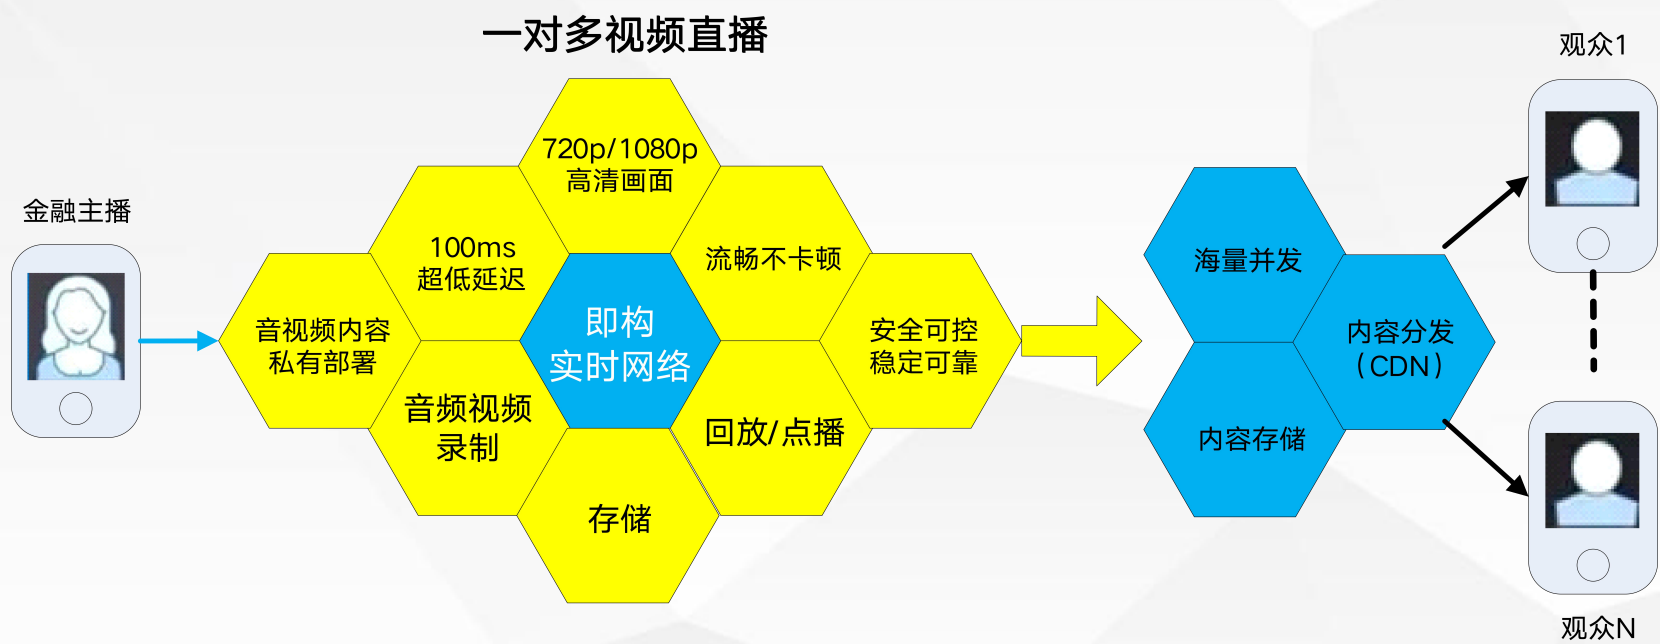 一对多视频直播
金融主播
720p/1080p
高清画面
100ms
超低延迟
流畅不卡顿
音视频内容
私有部署
即构
实时网络
安全可控
稳定可靠
音频视频
录制
回放/点播
存储
海量并发
内容分发
（CDN）
内容存储
观众1
观众N